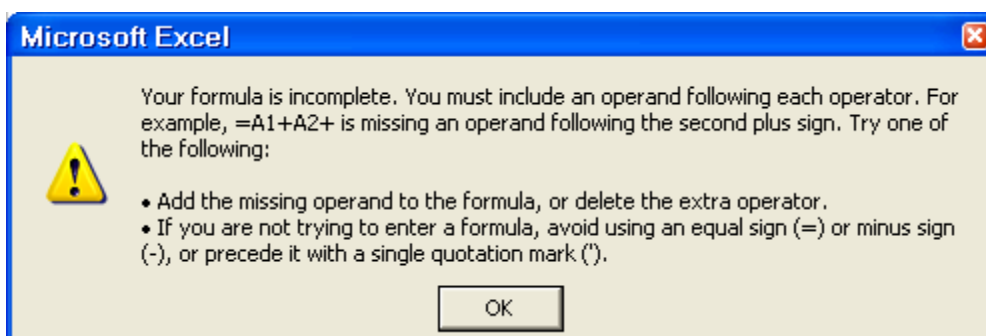 Microsoft Excel
Your formula is incomplete. You must include an operand following each operator. For
example, =A1+A2+ is missing an operand following the second plus sign. Try one of
the following:
• Add the missing operand to the formula, or delete the extra operator.
• If you are not trying to enter a formula, avoid using an equal sign (=) or minus sign
(-), or precede it with a single quotation mark (').
OK